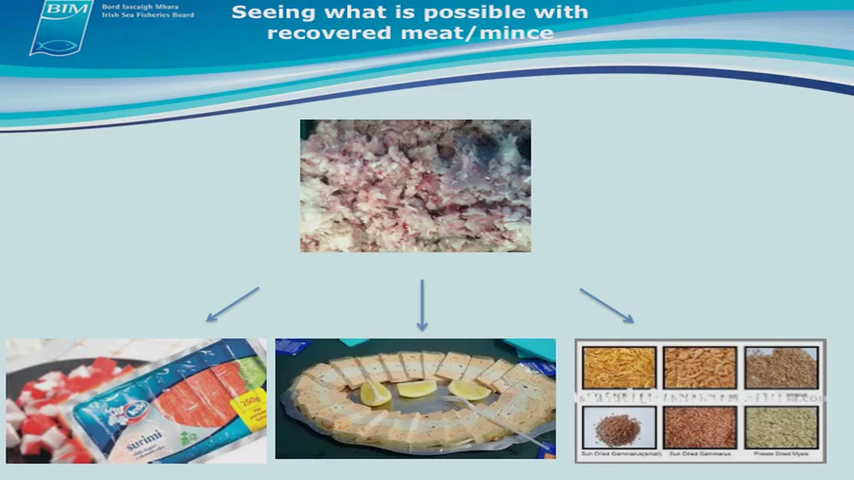 BIM
Bord Iascaigh Mhara
Irish Sea Fisheries Board
Seeing what is possible with
recovered meat/mince
surimi
250g
Sun Dried Gammarus(small)
Sun Dried Gammarus
Freeze Dried Mysis